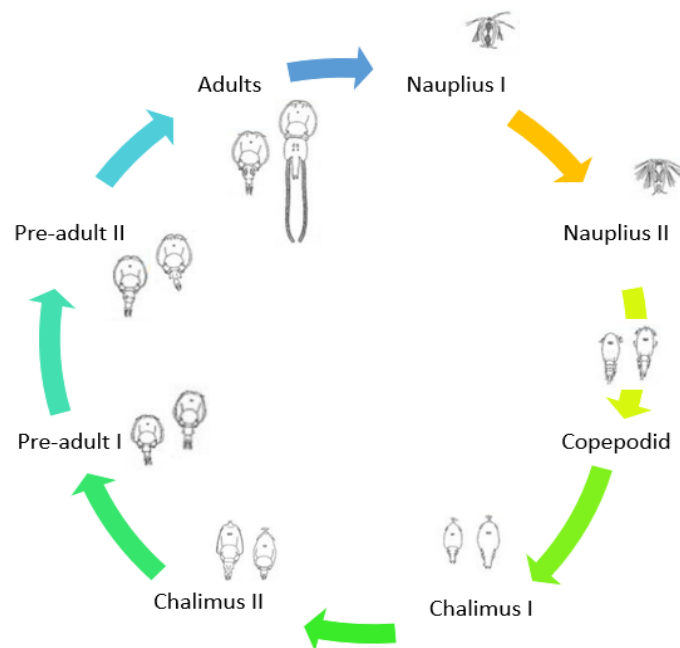 Adults
Nauplius I
Nauplius II
Copepodid
Chalimus I
Chalimus II
Pre-adult I
Pre-adult II